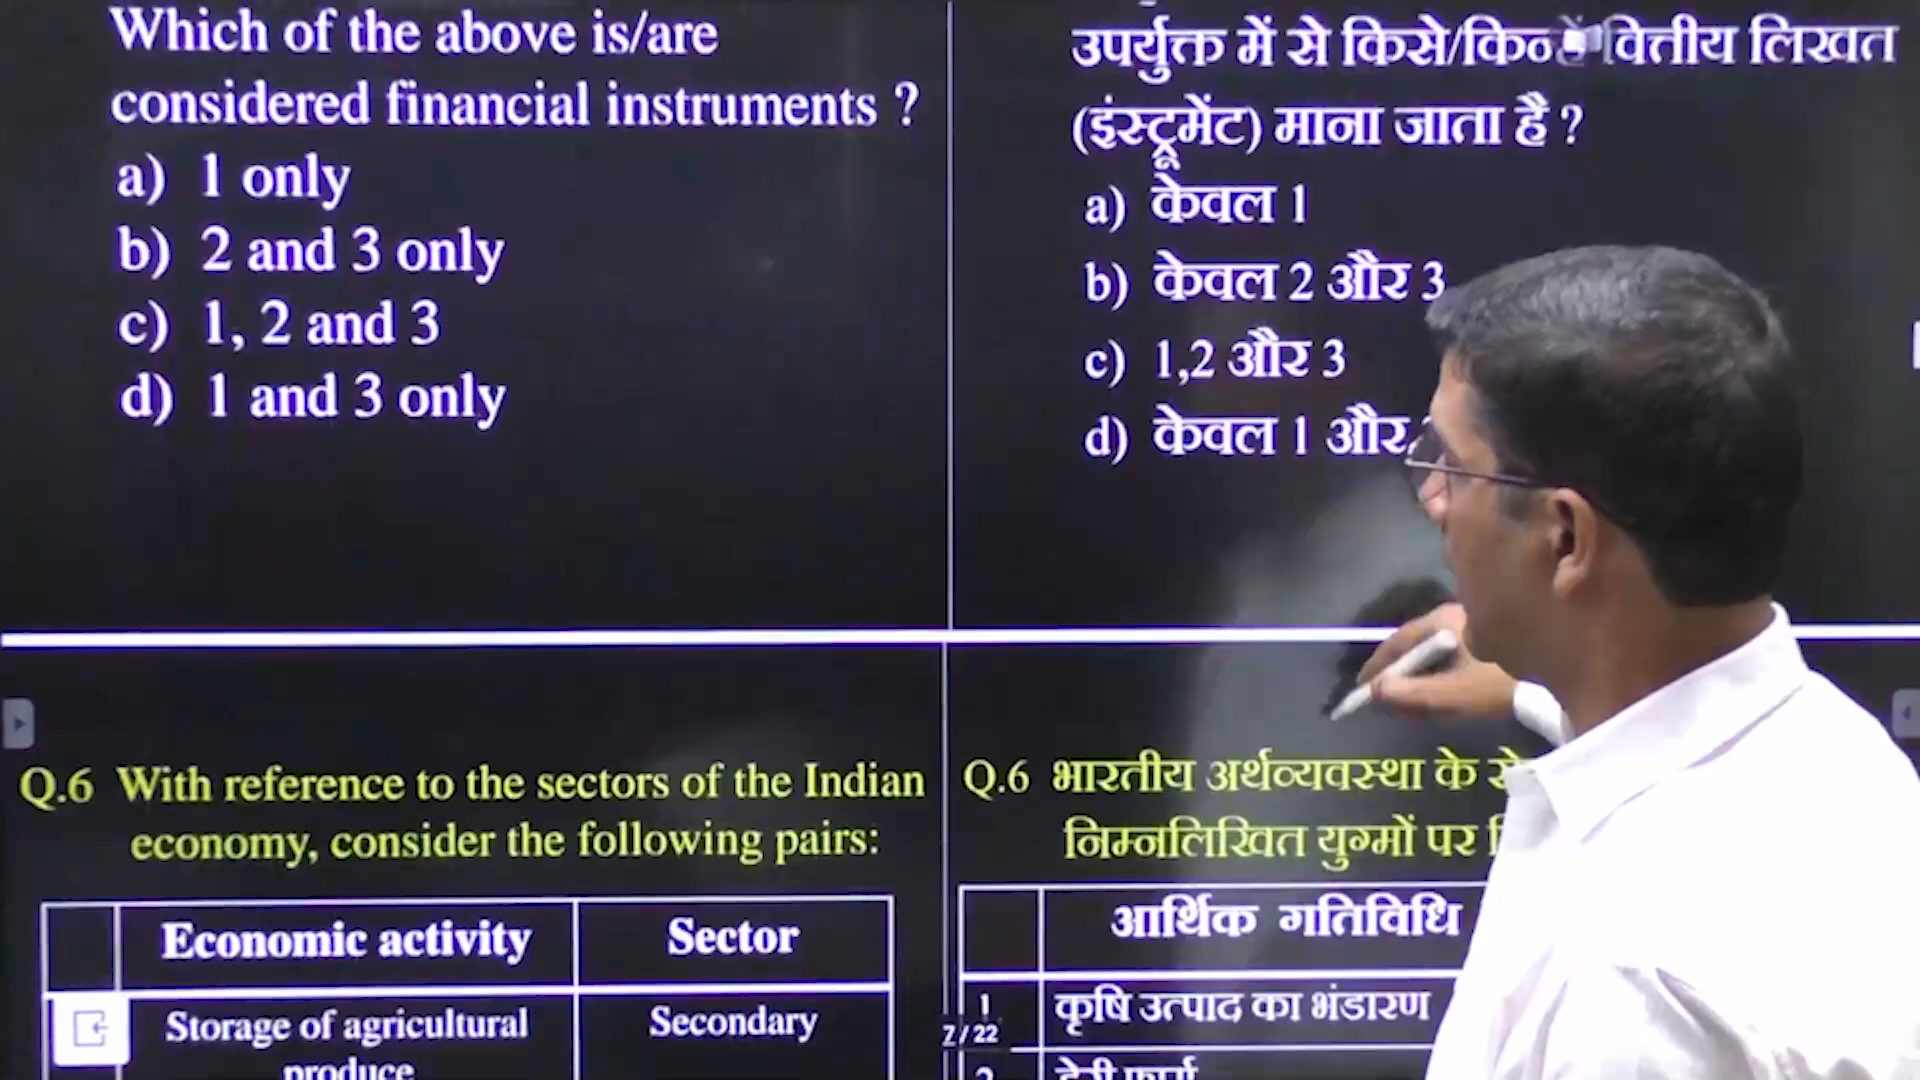 Which of the above is/are
considered financial instruments ?
a) 1 only
b) 2 and 3 only
c) 1, 2 and 3
d) 1 and 3 only
उपर्युक्त में से किसे/किन्हें वित्तीय लिखत
(इंस्ट्रूमेंट) माना जाता है ?
a) केवल 1
b) केवल 2 और 3
c) 1,2 और 3
d) केवल 1 और
Q.6 With reference to the sectors of the Indian
economy, consider the following pairs:
Economic activity Sector
Storage of agricultural Secondary
produce
Q.6 भारतीय अर्थव्यवस्था के
निम्नलिखित युग्मों पर
आर्थिक गतिविधि
1 कृषि उत्पाद का भंडारण
7/22
2 डेरी फार्म